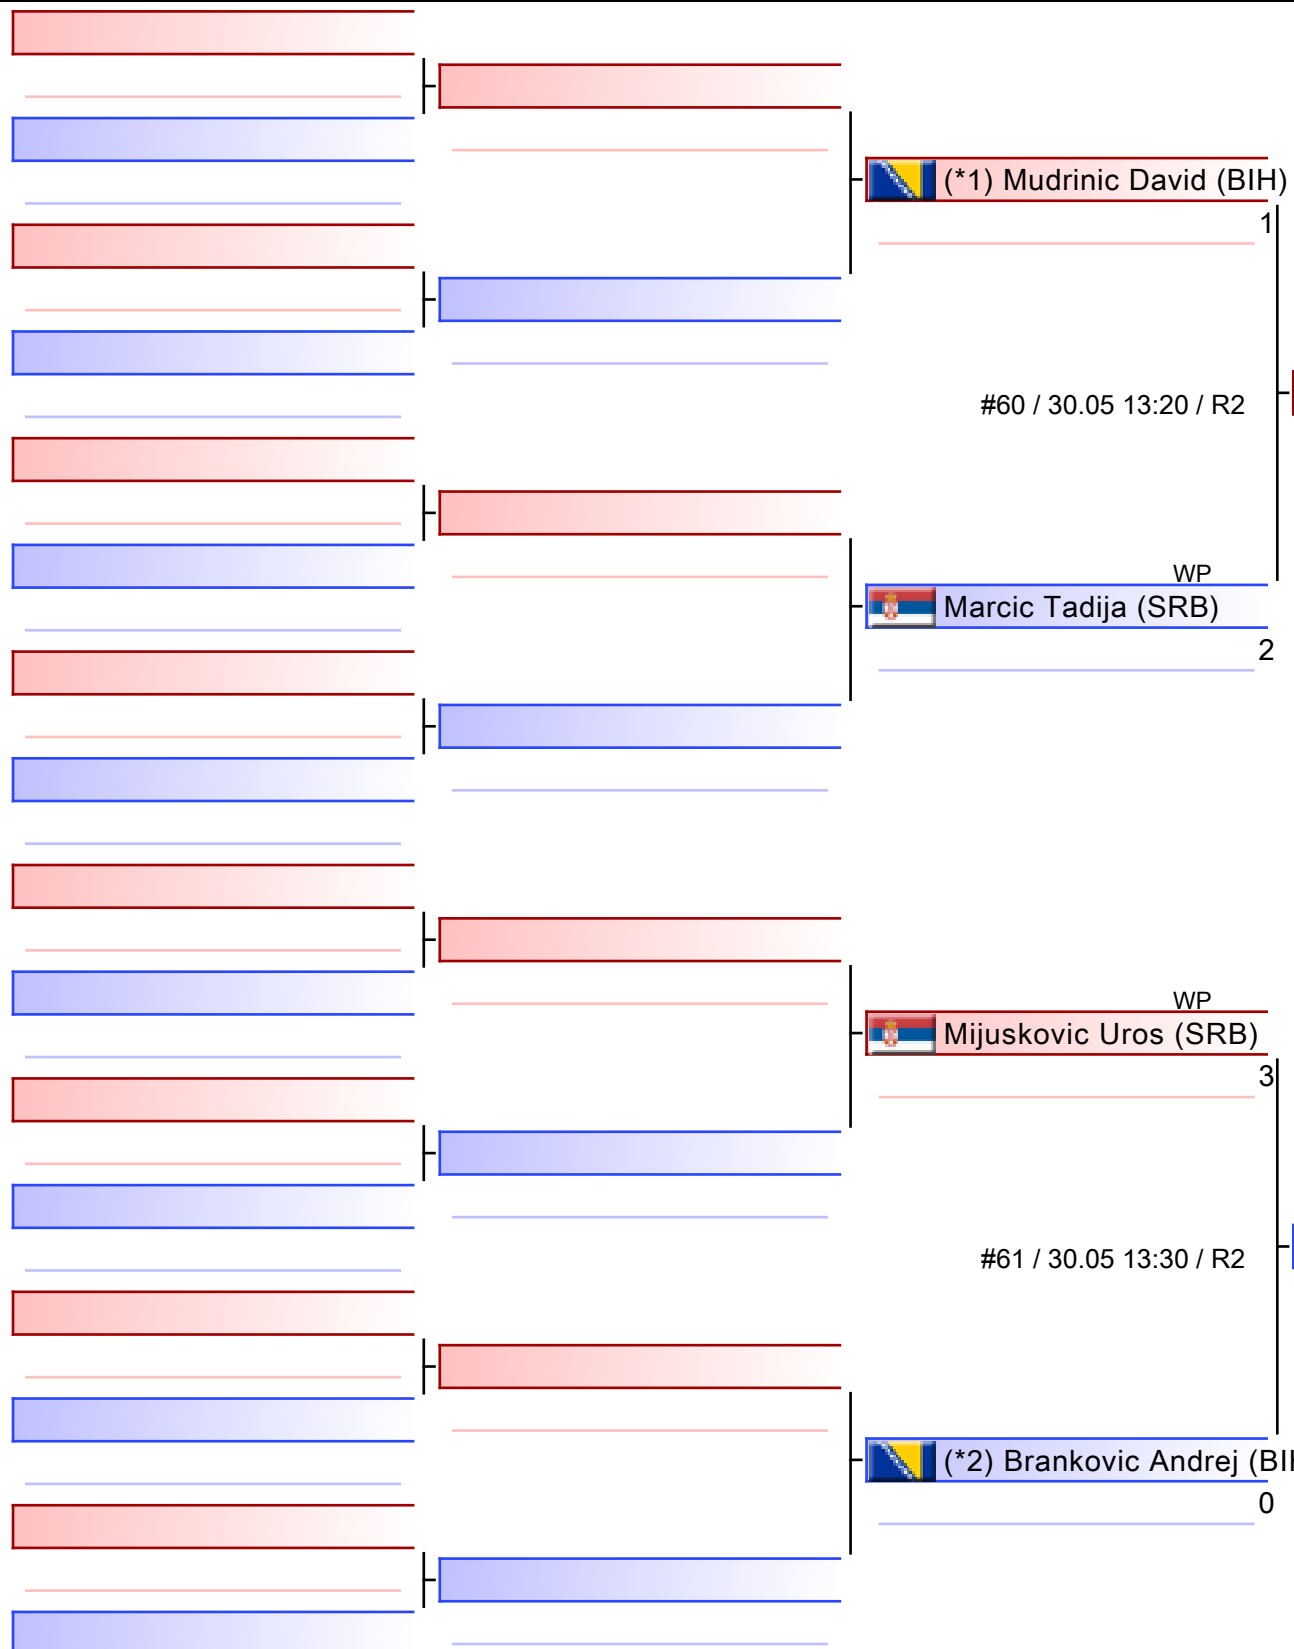 (*1) Mudrinic David (BIH)
1
#60 / 30.05 13:20 / R2
WP
Marcic Tadija (SRB)
2
WP
Mijuskovic Uros (SRB)
3
#61 / 30.05 13:30 / R2
(*2) Brankovic Andrej (BIH
0